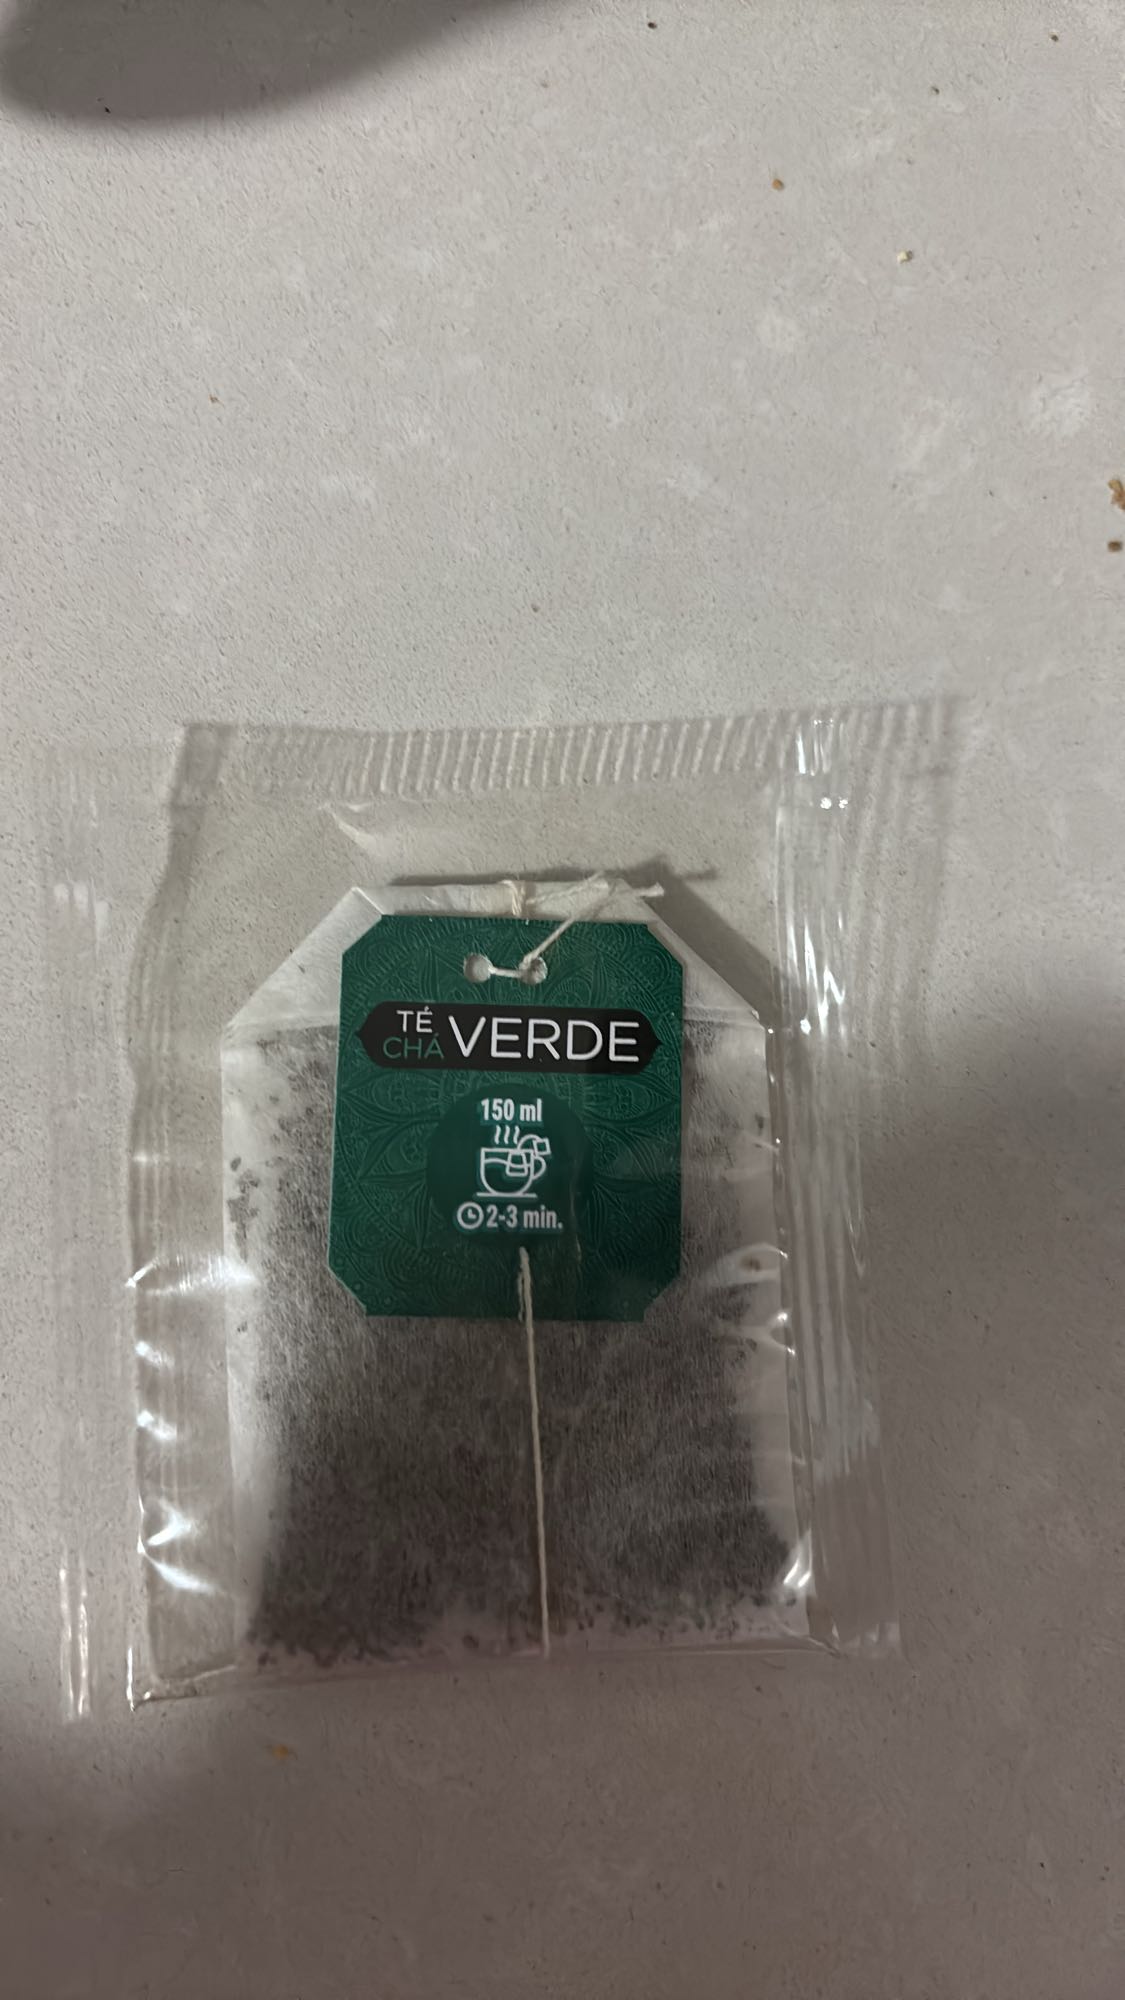 TÉ
CHÁ VERDE
150 ml
2-3 min.